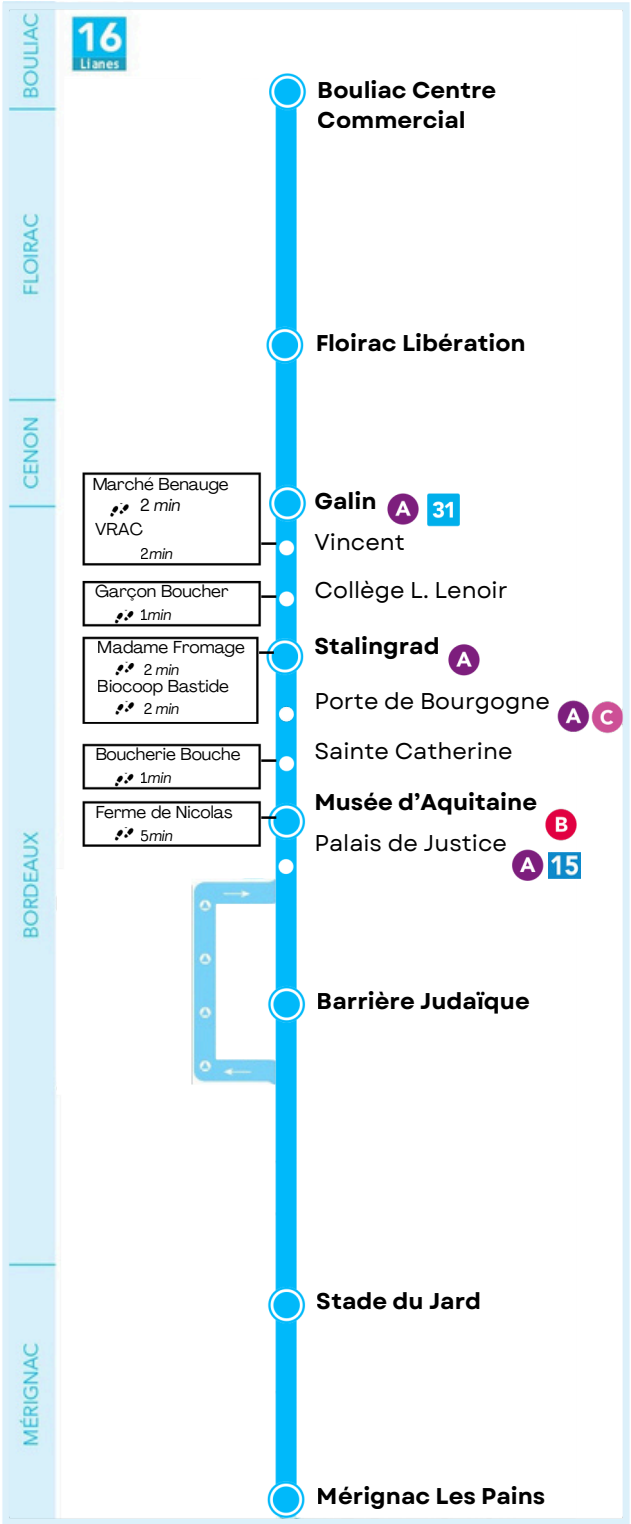 16
Lianes
BOULIAC
Bouliac Centre
Commercial
FLOIRAC
Floirac Libération
CENON
Marché Benauge
2 min
VRAC
2min
Galin A 31
Vincent
Garçon Boucher
1min
Collège L. Lenoir
Madame Fromage
2 min
Biocoop Bastide
2 min
Stalingrad A
Porte de Bourgogne A C
Boucherie Bouche
1min
Sainte Catherine
Ferme de Nicolas
5min
Musée d'Aquitaine B
Palais de Justice A 15
BORDEAUX
Barrière Judaïque
Stade du Jard
MÉRIGNAC
Mérignac Les Pains